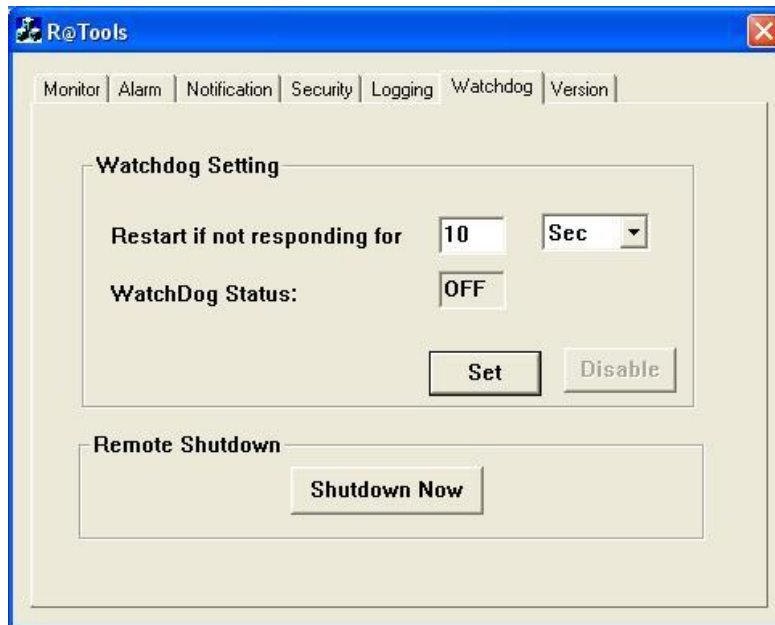 R@Tools
Monitor Alarm Notification Security Logging Watchdog Version
Watchdog Setting
Restart if not responding for 10 Sec
WatchDog Status: OFF
Set Disable
Remote Shutdown
Shutdown Now